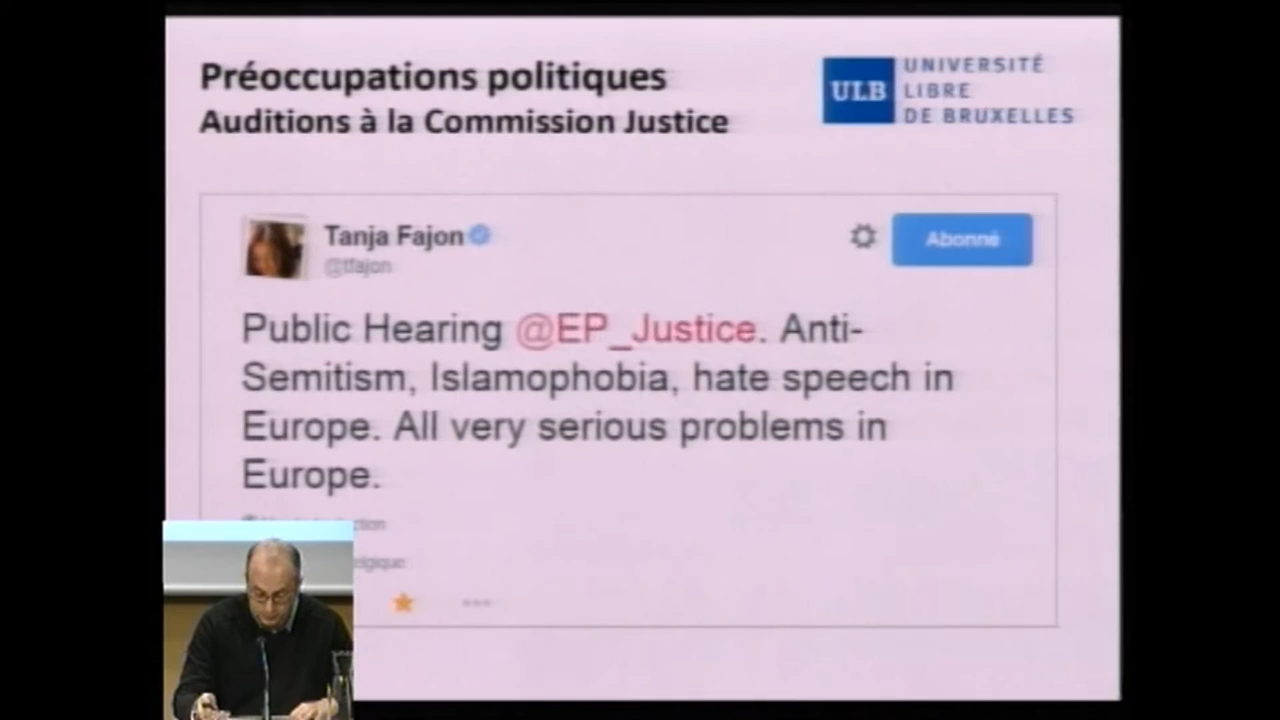 Préoccupations politiques
Auditions à la Commission Justice
ULB
UNIVERSITÉ
LIBRE
DE BRUXELLES
Tanja Fajon
@tfajon
Abonné
Public Hearing @EP_Justice. Anti-
Semitism, Islamophobia, hate speech in
Europe. All very serious problems in
Europe.